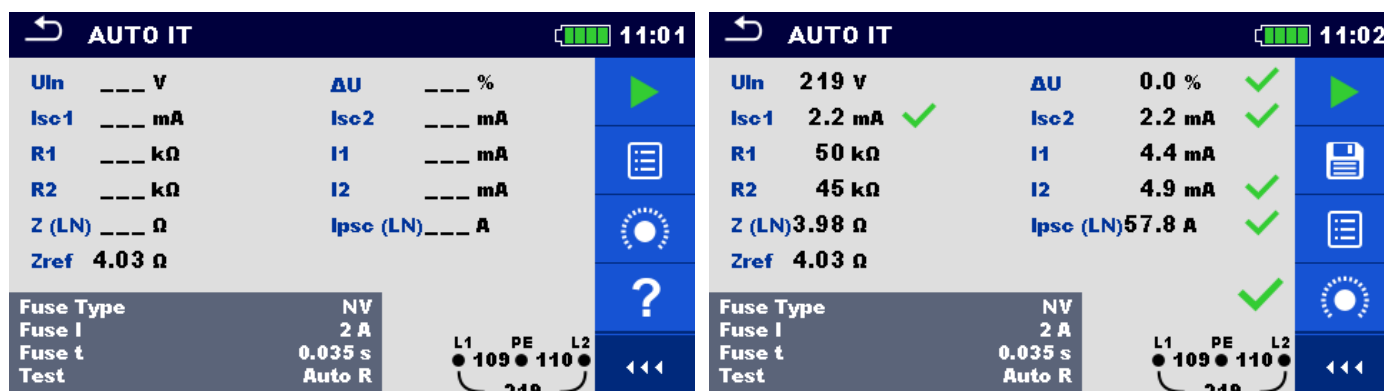 AUTO IT 11:01
Uln ___ V ΔU ___ %
Isc1 ___ mA Isc2 ___ mA
R1 ___ kΩ I1 ___ mA
R2 ___ kΩ I2 ___ mA
Z (LN) ___ Ω Ipsc (LN)___ A
Zref 4.03 Ω
?
Fuse Type NV
Fuse I 2 A
Fuse t 0.035 s
Test Auto R
L1 PE L2
109 110
219
AUTO IT 11:02
Uln 219 V ΔU 0.0 %
Isc1 2.2 mA Isc2 2.2 mA
R1 50 kΩ I1 4.4 mA
R2 45 kΩ I2 4.9 mA
Z (LN)3.98 Ω Ipsc (LN)57.8 A
Zref 4.03 Ω
Fuse Type NV
Fuse I 2 A
Fuse t 0.035 s
Test Auto R
L1 PE L2
109 110
219